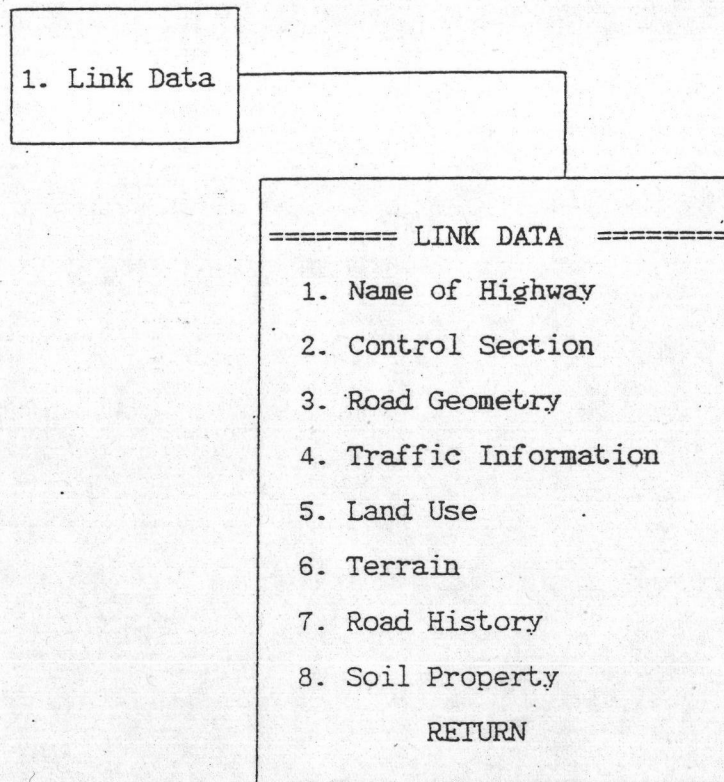 1. Link Data
======== LINK DATA ========
1. Name of Highway
2. Control Section
3. Road Geometry
4. Traffic Information
5. Land Use
6. Terrain
7. Road History
8. Soil Property
RETURN